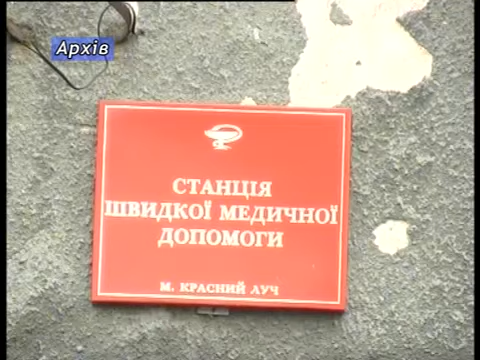 Архів
СТАНЦІЯ
ШВИДКОЇ МЕДИЧНОЇ
ДОПОМОГИ
М. КРАСНИЙ ЛУЧ